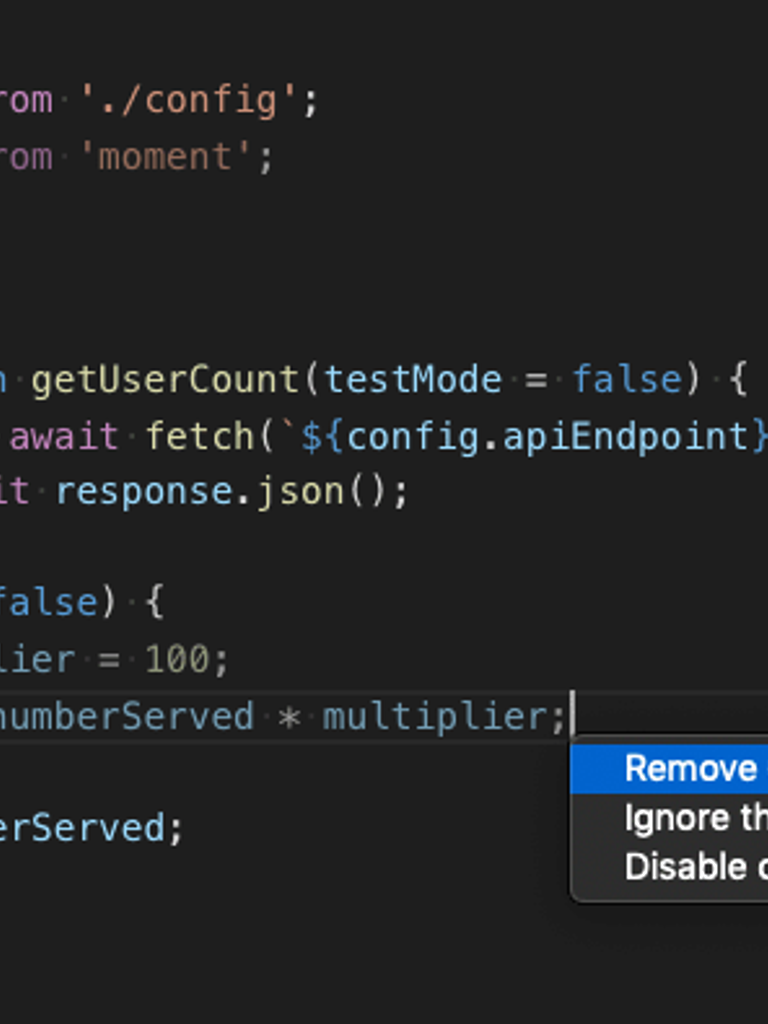 rom './config';
rom 'moment';
getUserCount(testMode = false) {
await fetch(`${config.apiEndpoint}
it response.json();
false) {
lier = 100;
numberServed * multiplier;
Remove
Ignore th
erServed;
Disable